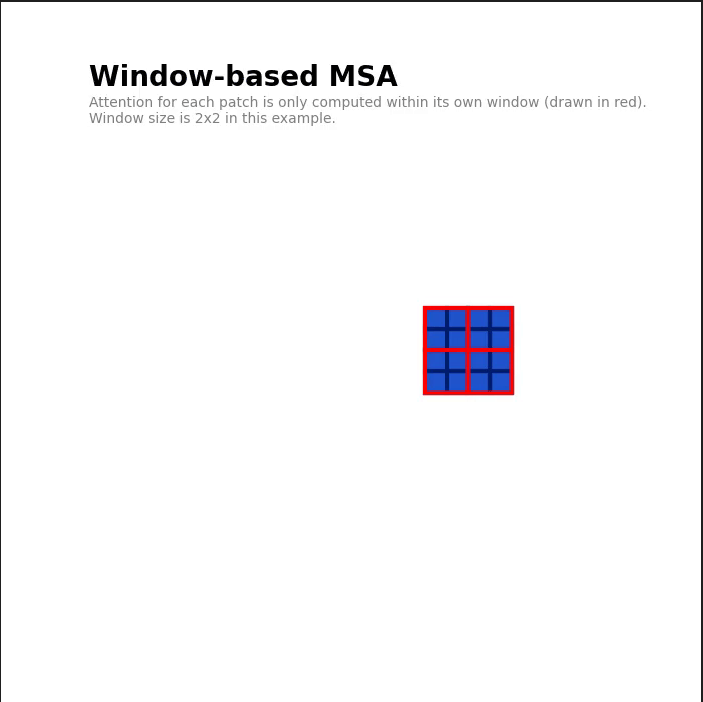 Window-based MSA
Attention for each patch is only computed within its own window (drawn in red).
Window size is 2x2 in this example.